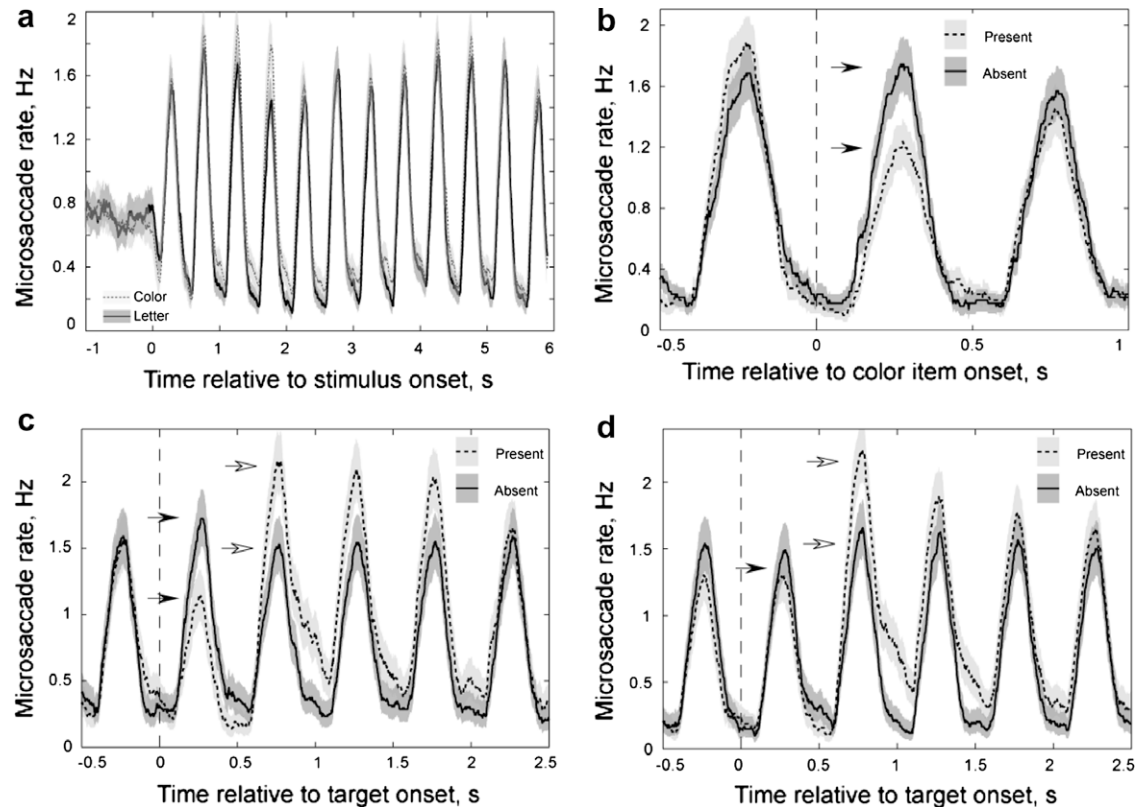 a
Microsaccade rate, Hz
2
1.6
1.2
0.8
0.4
0
Color
Letter
-1 0 1 2 3 4 5 6
Time relative to stimulus onset, s
b
Microsaccade rate, Hz
2
1.6
1.2
0.8
0.4
0
Present
Absent
-0.5 0 0.5 1
Time relative to color item onset, s
c
Microsaccade rate, Hz
2
1.5
1
0.5
0
Present
Absent
-0.5 0 0.5 1 1.5 2 2.5
Time relative to target onset, s
d
Microsaccade rate, Hz
2
1.5
1
0.5
0
Present
Absent
-0.5 0 0.5 1 1.5 2 2.5
Time relative to target onset, s